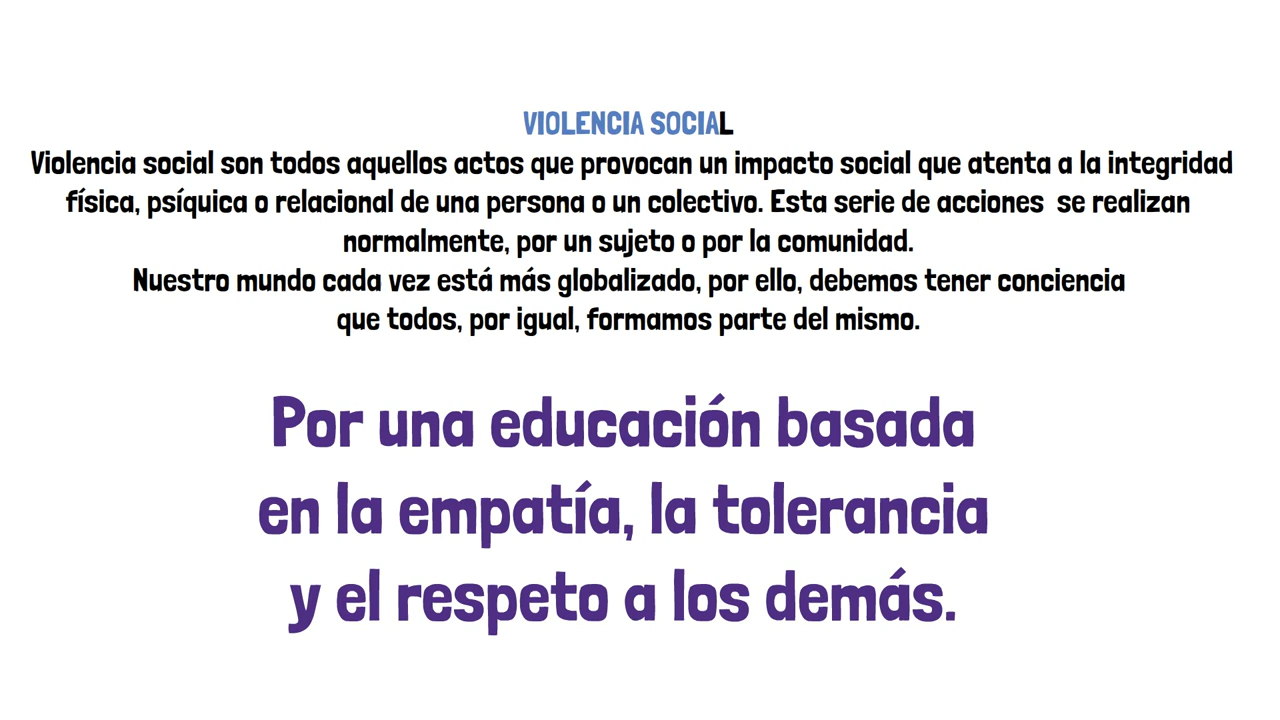 VIOLENCIA SOCIAL
Violencia social son todos aquellos actos que provocan un impacto social que atenta a la integridad
física, psíquica o relacional de una persona o un colectivo. Esta serie de acciones  se realizan
normalmente, por un sujeto o por la comunidad.
Nuestro mundo cada vez está más globalizado, por ello, debemos tener conciencia
que todos, por igual, formamos parte del mismo.
Por una educación basada
en la empatía, la tolerancia
y el respeto a los demás.